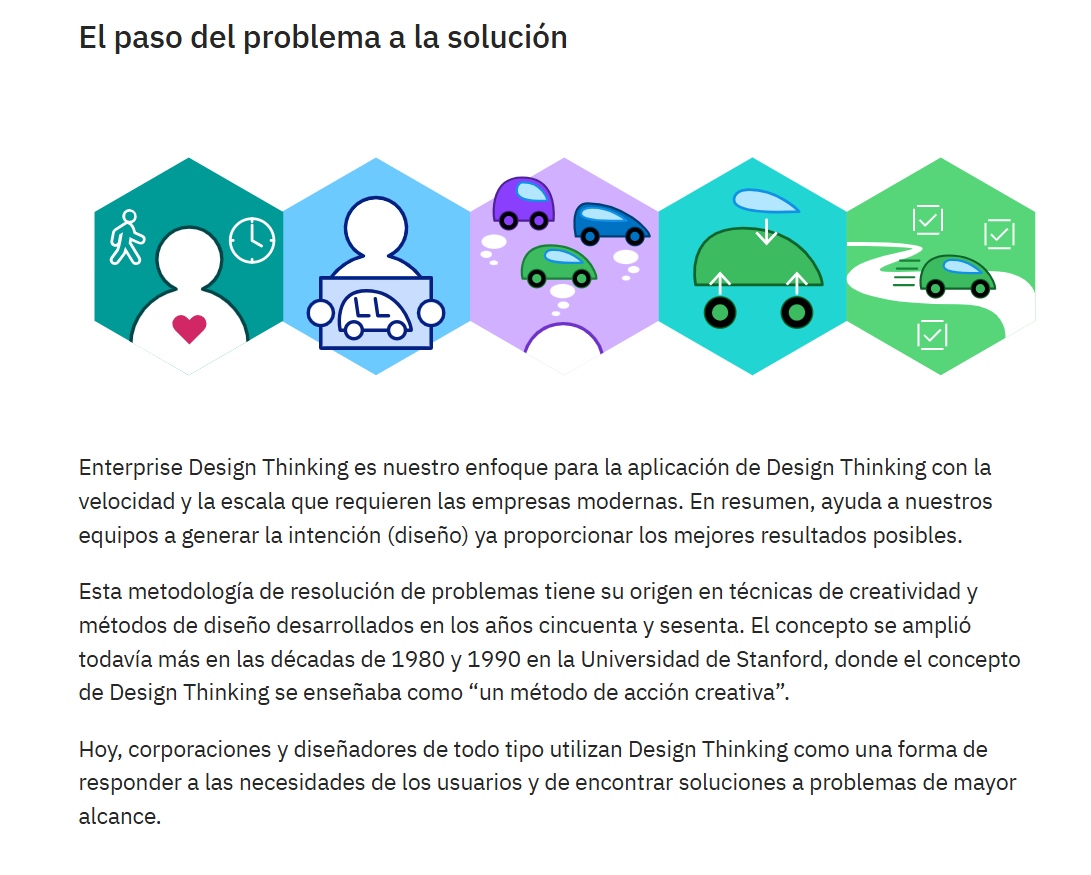 El paso del problema a la solución
Enterprise Design Thinking es nuestro enfoque para la aplicación de Design Thinking con la
velocidad y la escala que requieren las empresas modernas. En resumen, ayuda a nuestros
equipos a generar la intención (diseño) ya proporcionar los mejores resultados posibles.
Esta metodología de resolución de problemas tiene su origen en técnicas de creatividad y
métodos de diseño desarrollados en los años cincuenta y sesenta. El concepto se amplió
todavía más en las décadas de 1980 y 1990 en la Universidad de Stanford, donde el concepto
de Design Thinking se enseñaba como “un método de acción creativa”.
Hoy, corporaciones y diseñadores de todo tipo utilizan Design Thinking como una forma de
responder a las necesidades de los usuarios y de encontrar soluciones a problemas de mayor
alcance.